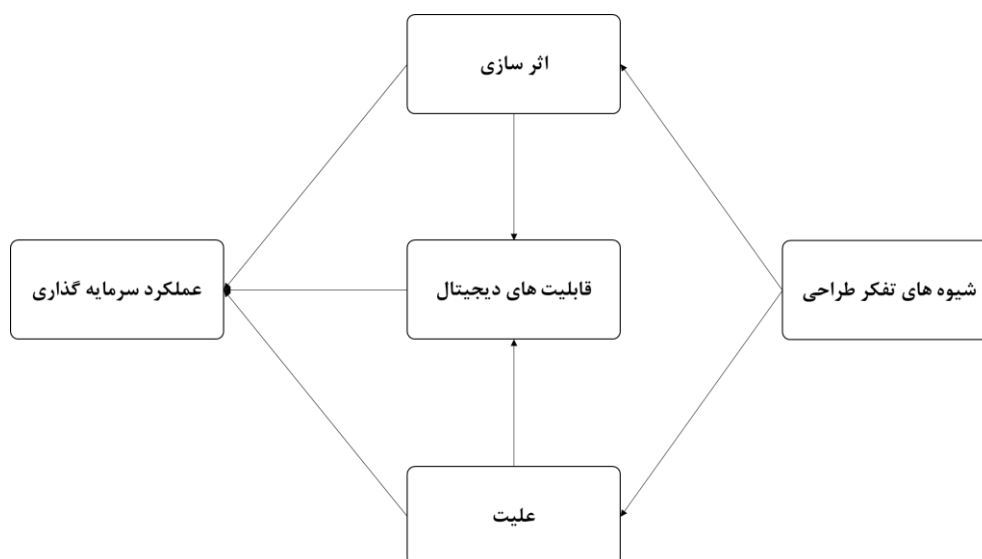 اثر سازی
شیوه های تفکر طراحی
قابلیت های دیجیتال
عملکرد سرمایه گذاری
علیت